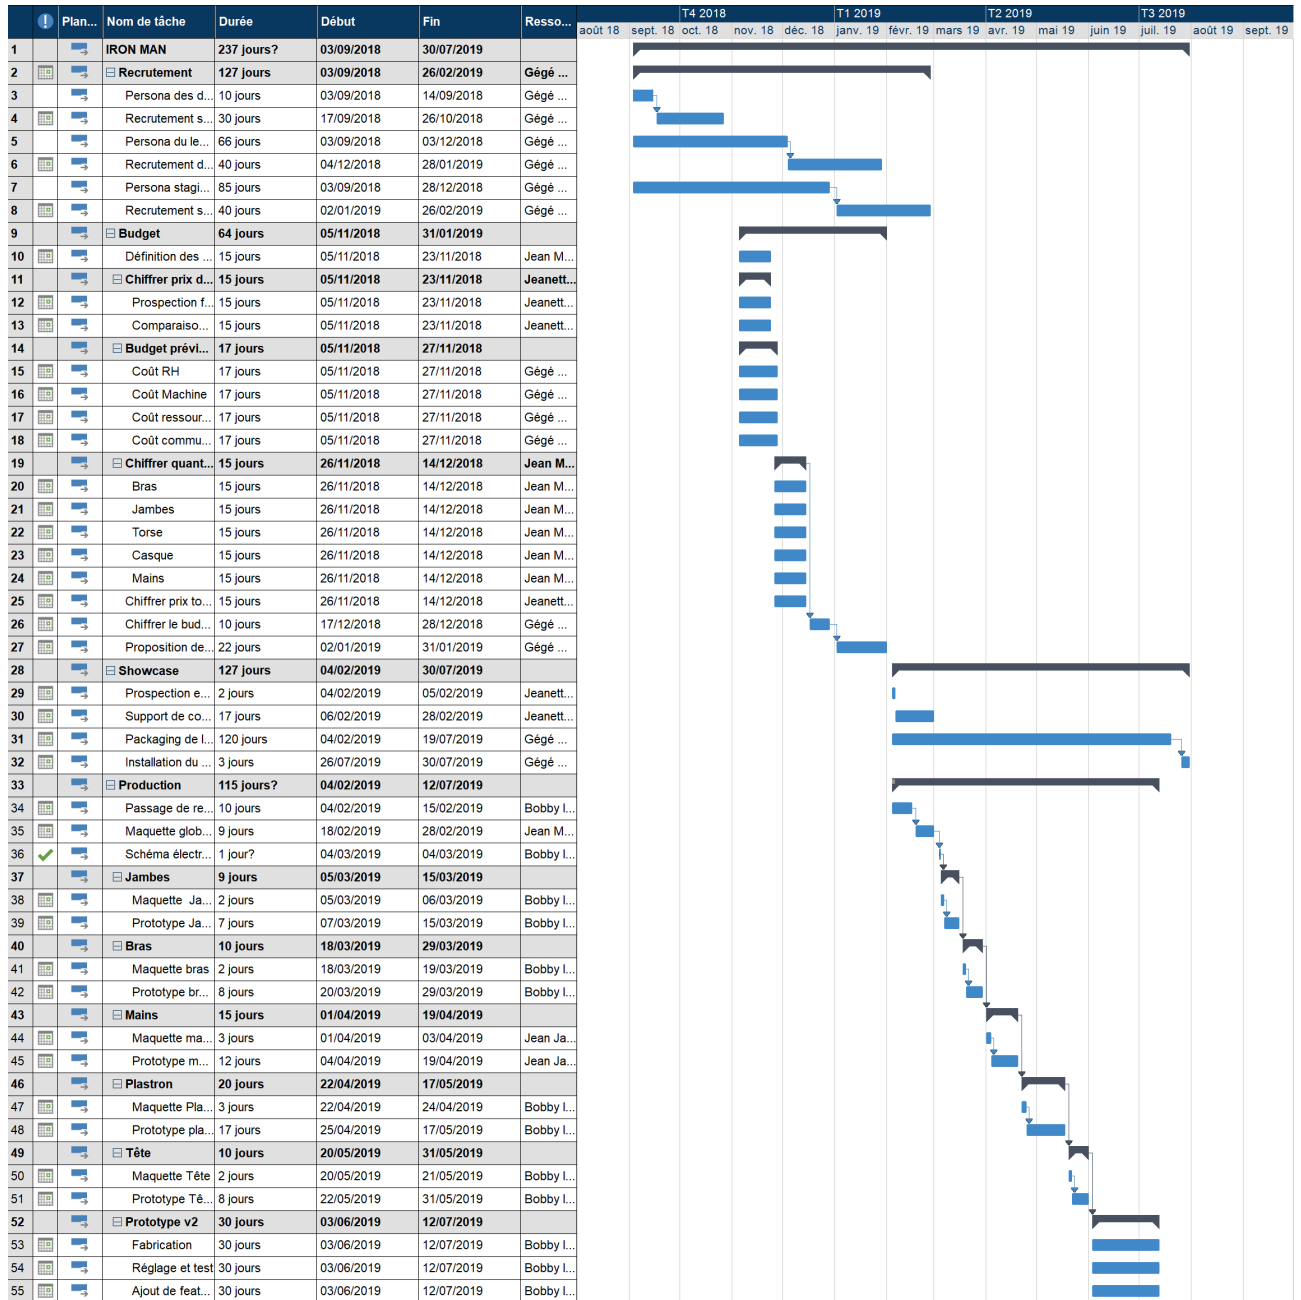 Plan... Nom de tâche Durée Début Fin Resso... T4 2018 T1 2019 T2 2019 T3 2019
août 18 sept. 18 oct. 18 nov. 18 déc. 18 janv. 19 févr. 19 mars 19 avr. 19 mai 19 juin 19 juil. 19 août 19 sept. 19
1 IRON MAN 237 jours? 03/09/2018 30/07/2019
2 Recrutement 127 jours 03/09/2018 26/02/2019 Gégé ...
3 Persona des d... 10 jours 03/09/2018 14/09/2018 Gégé ...
4 Recrutement s... 30 jours 17/09/2018 26/10/2018 Gégé ...
5 Persona du le... 66 jours 03/09/2018 03/12/2018 Gégé ...
6 Recrutement d... 40 jours 04/12/2018 28/01/2019 Gégé ...
7 Persona stagi... 85 jours 03/09/2018 28/12/2018 Gégé ...
8 Recrutement s... 40 jours 02/01/2019 26/02/2019 Gégé ...
9 Budget 64 jours 05/11/2018 31/01/2019
10 Définition des ... 15 jours 05/11/2018 23/11/2018 Jean M...
11 Chiffrer prix d... 15 jours 05/11/2018 23/11/2018 Jeanett...
12 Prospection f... 15 jours 05/11/2018 23/11/2018 Jeanett...
13 Comparaiso... 15 jours 05/11/2018 23/11/2018 Jeanett...
14 Budget prévi... 17 jours 05/11/2018 27/11/2018
15 Coût RH 17 jours 05/11/2018 27/11/2018 Gégé ...
16 Coût Machine 17 jours 05/11/2018 27/11/2018 Gégé ...
17 Coût ressour... 17 jours 05/11/2018 27/11/2018 Gégé ...
18 Coût commu... 17 jours 05/11/2018 27/11/2018 Gégé ...
19 Chiffrer quant... 15 jours 26/11/2018 14/12/2018 Jean M...
20 Bras 15 jours 26/11/2018 14/12/2018 Jean M...
21 Jambes 15 jours 26/11/2018 14/12/2018 Jean M...
22 Torse 15 jours 26/11/2018 14/12/2018 Jean M...
23 Casque 15 jours 26/11/2018 14/12/2018 Jean M...
24 Mains 15 jours 26/11/2018 14/12/2018 Jean M...
25 Chiffrer prix to... 15 jours 26/11/2018 14/12/2018 Jeanett...
26 Chiffrer le bud... 10 jours 17/12/2018 28/12/2018 Gégé ...
27 Proposition de... 22 jours 02/01/2019 31/01/2019 Gégé ...
28 Showcase 127 jours 04/02/2019 30/07/2019
29 Prospection e... 2 jours 04/02/2019 05/02/2019 Jeanett...
30 Support de co... 17 jours 06/02/2019 28/02/2019 Jeanett...
31 Packaging de l... 120 jours 04/02/2019 19/07/2019 Gégé ...
32 Installation du ... 3 jours 26/07/2019 30/07/2019 Gégé ...
33 Production 115 jours? 04/02/2019 12/07/2019
34 Passage de re... 10 jours 04/02/2019 15/02/2019 Bobby l...
35 Maquette glob... 9 jours 18/02/2019 28/02/2019 Jean M...
36 Schéma électr... 1 jour? 04/03/2019 04/03/2019 Bobby l...
37 Jambes 9 jours 05/03/2019 15/03/2019
38 Maquette Ja... 2 jours 05/03/2019 06/03/2019 Bobby l...
39 Prototype Ja... 7 jours 07/03/2019 15/03/2019 Bobby l...
40 Bras 10 jours 18/03/2019 29/03/2019
41 Maquette bras 2 jours 18/03/2019 19/03/2019 Bobby l...
42 Prototype br... 8 jours 20/03/2019 29/03/2019 Bobby l...
43 Mains 15 jours 01/04/2019 19/04/2019
44 Maquette ma... 3 jours 01/04/2019 03/04/2019 Jean Ja...
45 Prototype m... 12 jours 04/04/2019 19/04/2019 Jean Ja...
46 Plastron 20 jours 22/04/2019 17/05/2019
47 Maquette Pla... 3 jours 22/04/2019 24/04/2019 Bobby l...
48 Prototype pla... 17 jours 25/04/2019 17/05/2019 Bobby l...
49 Tête 10 jours 20/05/2019 31/05/2019
50 Maquette Tête 2 jours 20/05/2019 21/05/2019 Bobby l...
51 Prototype Tê... 8 jours 22/05/2019 31/05/2019 Bobby l...
52 Prototype v2 30 jours 03/06/2019 12/07/2019
53 Fabrication 30 jours 03/06/2019 12/07/2019 Bobby l...
54 Réglage et test 30 jours 03/06/2019 12/07/2019 Bobby l...
55 Ajout de feat... 30 jours 03/06/2019 12/07/2019 Bobby l...